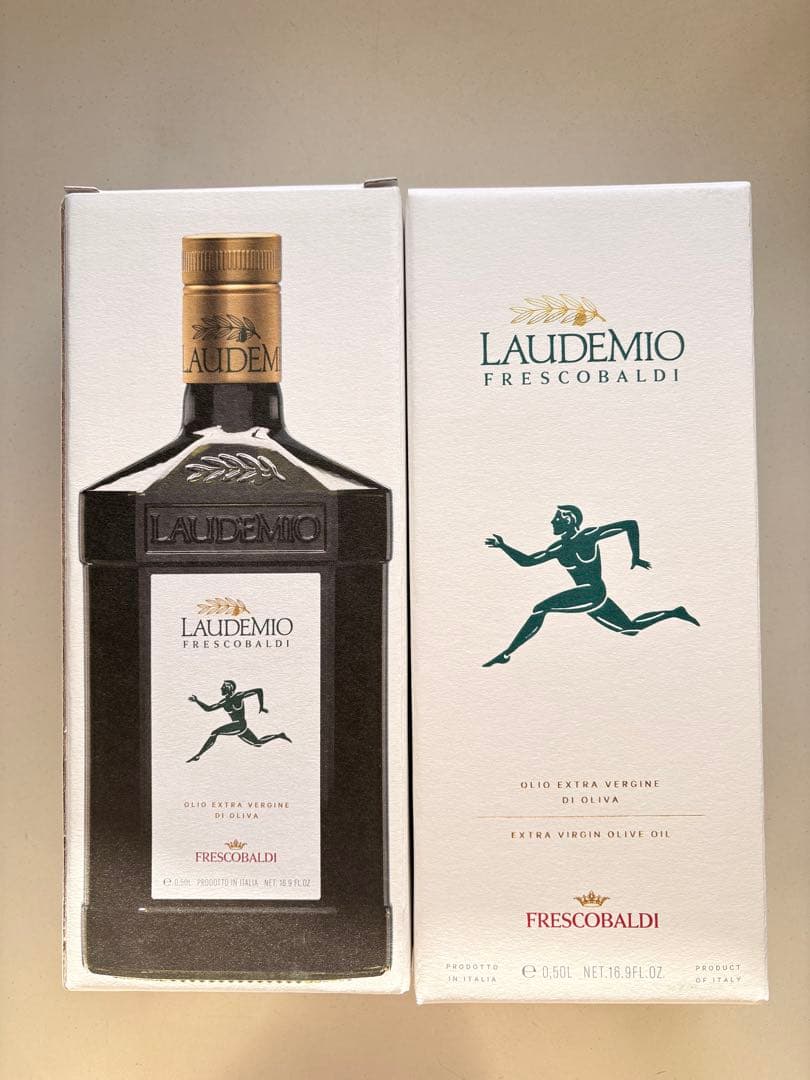 LAUDEM
LAUDEMIO
LAUDEMIO
FRESCOBALDI
OLIO EXTRA VERGINE
DI OLIVA
FRESCOBALDI
℮ 0,50L PRODOTTO IN ITALIA NET. 16.9 FL.OZ
LAUDEMIO
FRESCOBALDI
OLIO EXTRA VERGINE
DI OLIVA
EXTRA VIRGIN OLIVE OIL
FRESCOBALDI
PRODOTTO
IN ITALIA
℮ 0,50L NET.16.9FL.OZ.
PRODUCT
OF ITALY